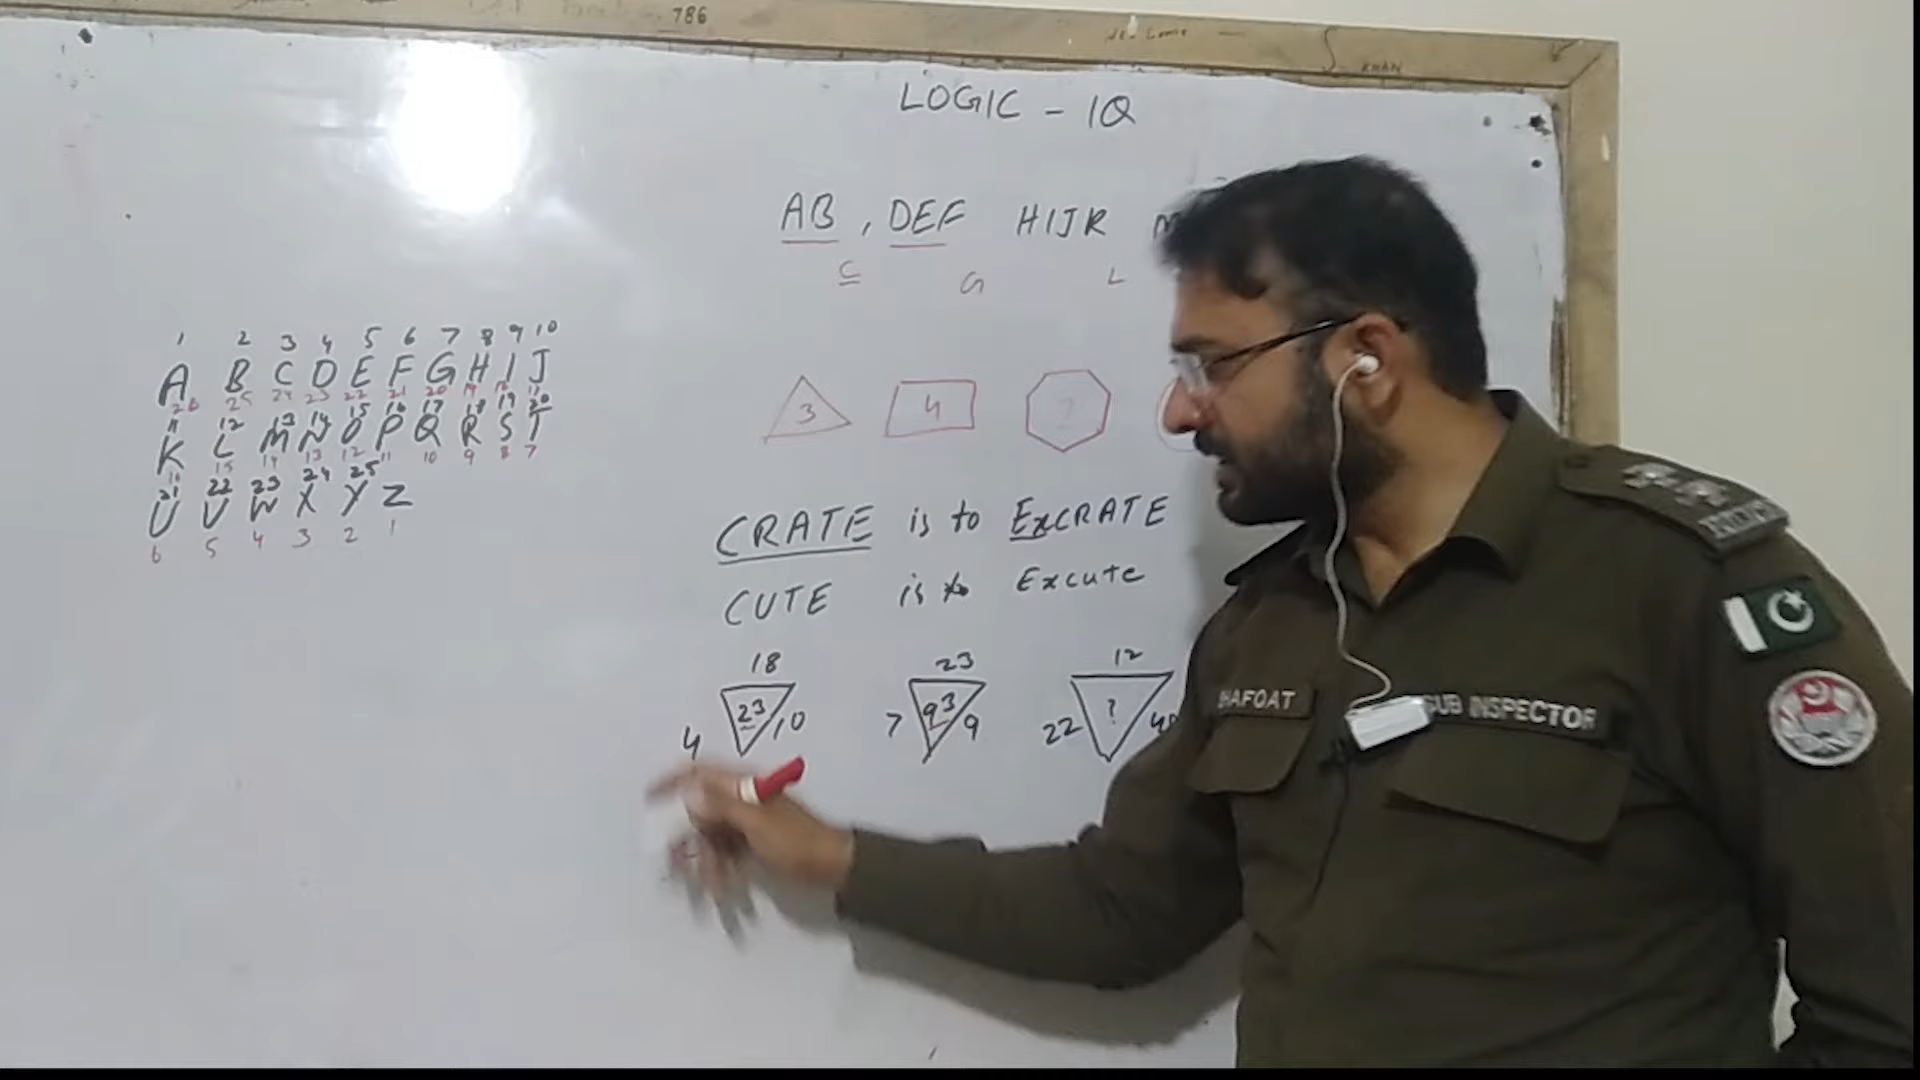 786
KHAN
LOGIC - IQ
AB , DEF HIJR
C G L
1 2 3 4 5 6 7 8 9 10
A B C D E F G H I J
26 25 24 23 22 21 20 19 18 17
11 12 13 14 15 16 17 18 19 20
K L M N O P Q R S T
16 15 14 13 12 11 10 9 8 7
21 22 23 24 25
U V W X Y Z
6 5 4 3 2 1
3 4 ?
CRATE is to ExCRATE
CUTE is to Excute
18 23 12
23 93 ?
4 10 7 9 22
HAFQAT
SUB INSPECTOR